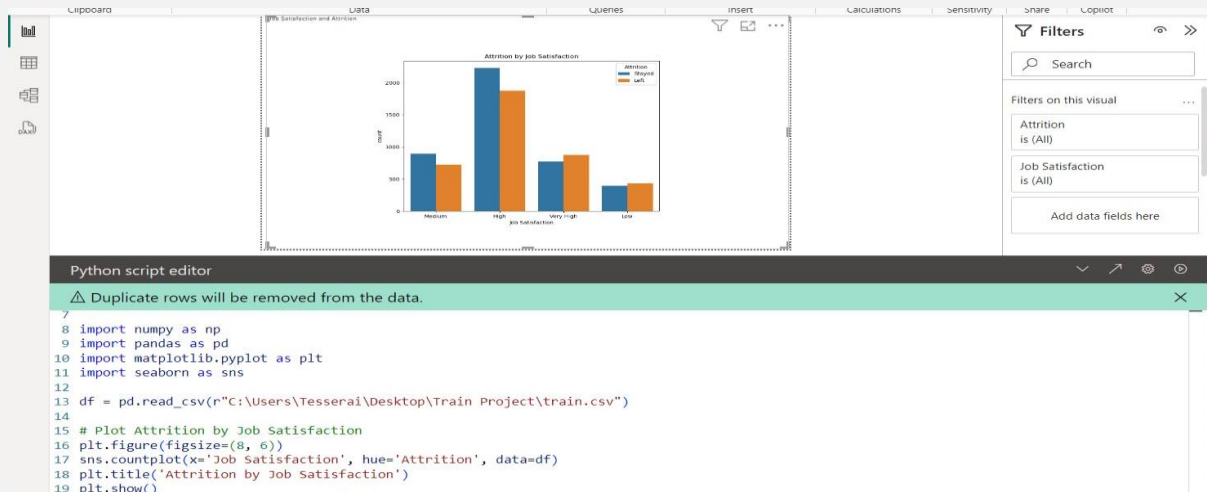 Clipboard
Data
Queries
Insert
Calculations
Sensitivity
Share
Copilot
Job Satisfaction and Attrition
Attrition by Job Satisfaction
Attrition
Stayed
Left
2000
1500
1000
500
0
count
Medium
High
Very High
Low
Job Satisfaction
DAX
Filters
Search
Filters on this visual
...
Attrition
is (All)
Job Satisfaction
is (All)
Add data fields here
Python script editor
Duplicate rows will be removed from the data.
7
8 import numpy as np
9 import pandas as pd
10 import matplotlib.pyplot as plt
11 import seaborn as sns
12
13 df = pd.read_csv(r"C:\Users\Tesserai\Desktop\Train Project\train.csv")
14
15 # Plot Attrition by Job Satisfaction
16 plt.figure(figsize=(8, 6))
17 sns.countplot(x='Job Satisfaction', hue='Attrition', data=df)
18 plt.title('Attrition by Job Satisfaction')
19 plt.show()